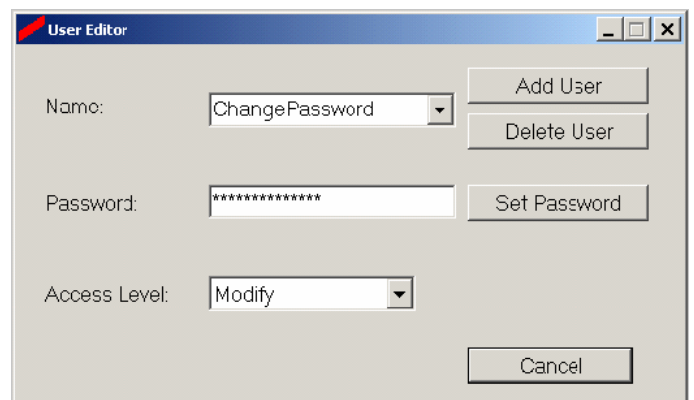 User Editor
Name:
ChangePassword
Add User
Delete User
Password:
**************
Set Password
Access Level:
Modify
Cancel